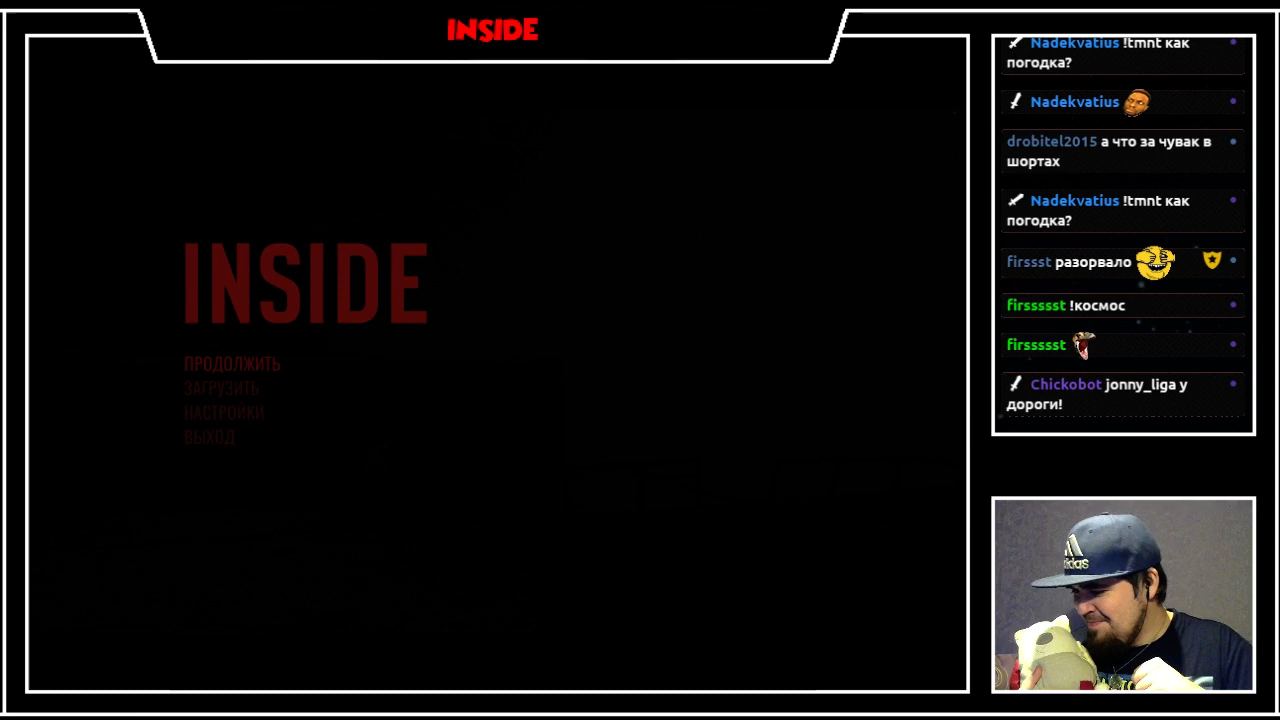 INSIDE
INSIDE
ПРОДОЛЖИТЬ
ЗАГРУЗИТЬ
НАСТРОЙКИ
ВЫХОД
Nadekvatius !tmnt как
погодка?
Nadekvatius
drobitel2015 а что за чувак в
шортах
Nadekvatius !tmnt как
погодка?
firssst разорвало
firssssst !космос
firssssst
Chickobot jonny_liga у
дороги!
adidas